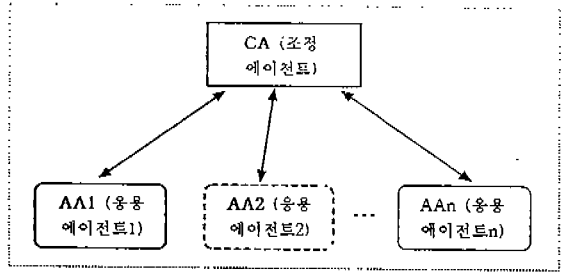 CA (조정
에이전트)
AA1 (응용
에이전트1)
AA2 (응용
에이전트2)
...
AAn (응용
에이전트n)